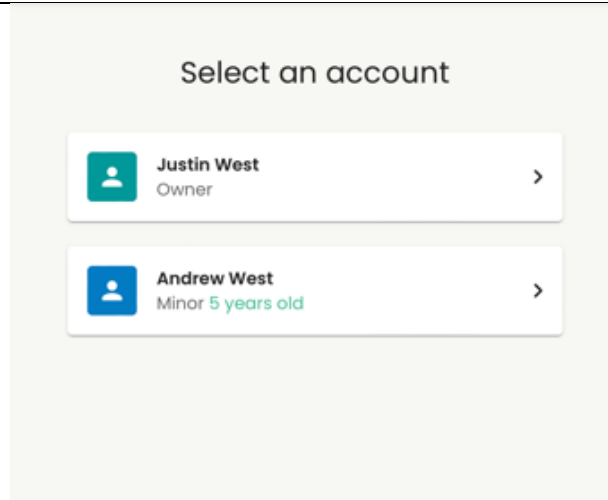 Select an account
Justin West
Owner
Andrew West
Minor 5 years old